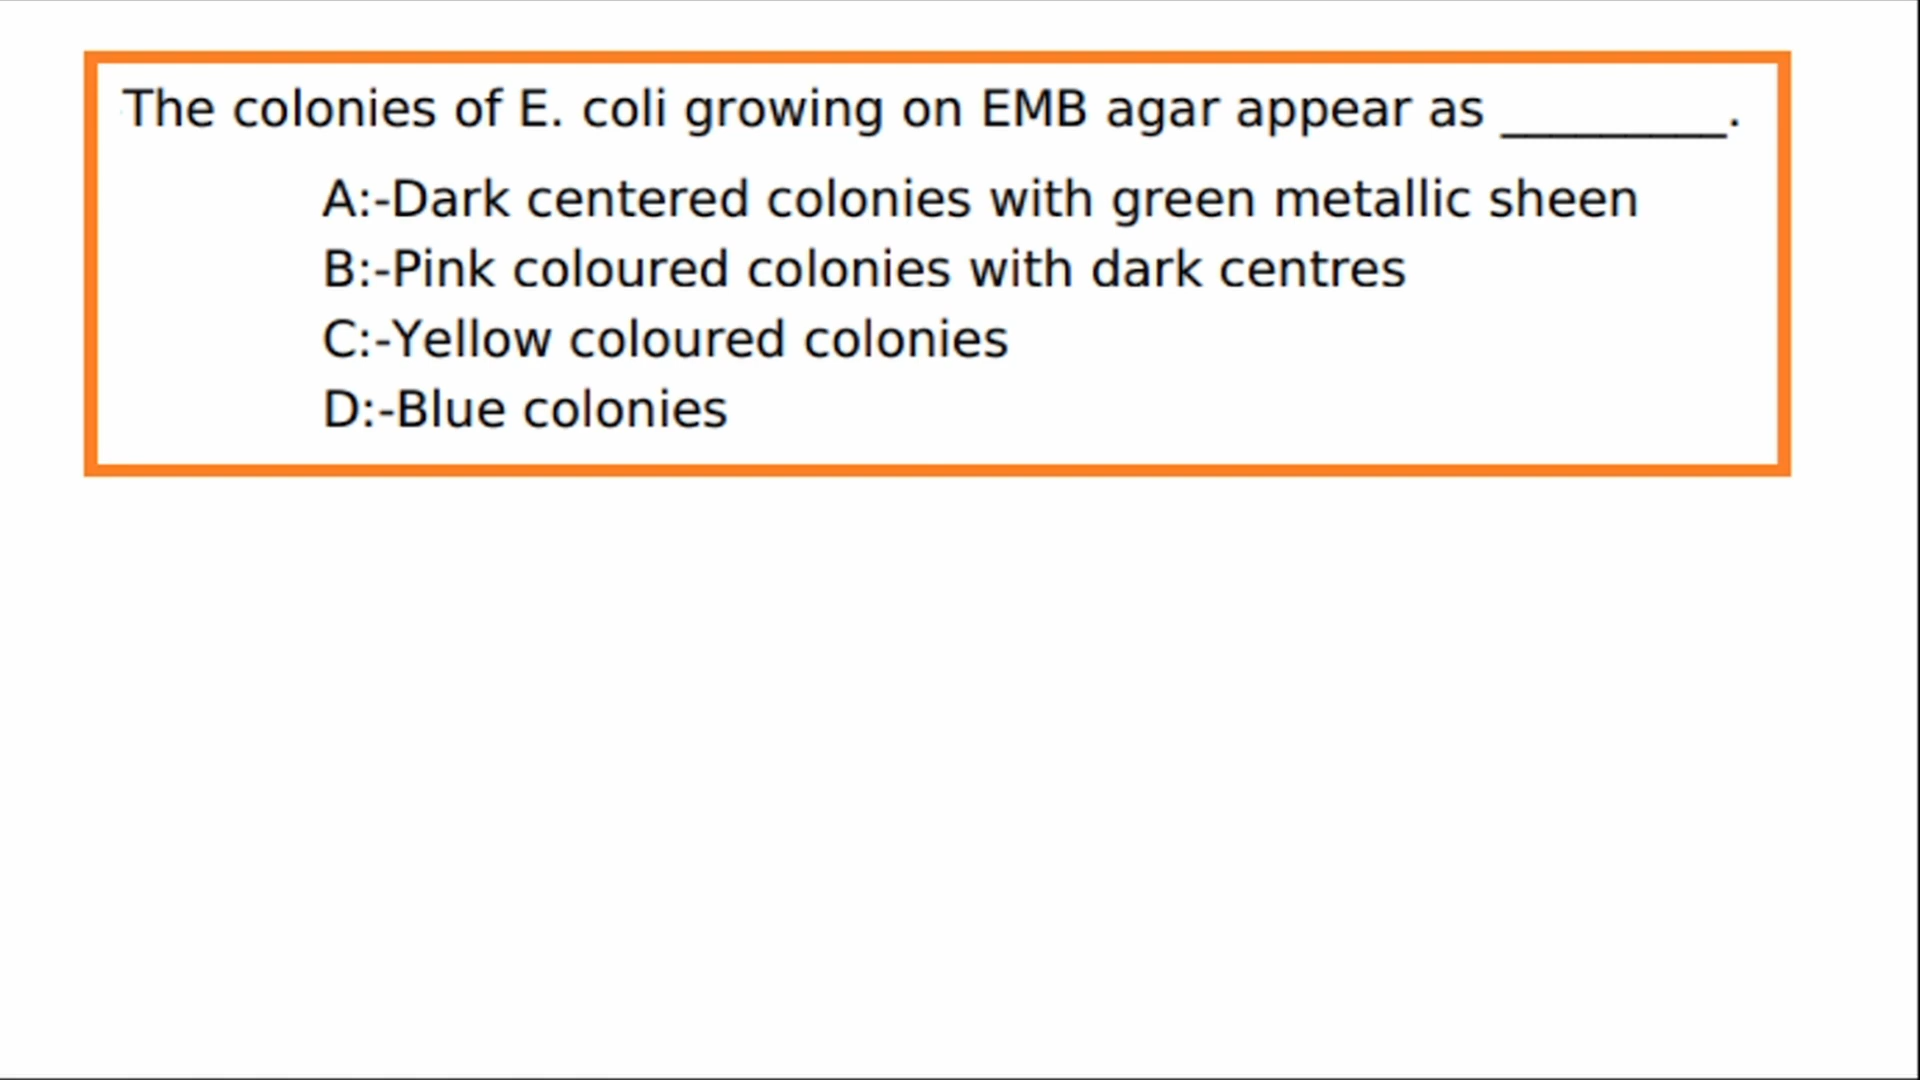 The colonies of E. coli growing on EMB agar appear as _________.
A:-Dark centered colonies with green metallic sheen
B:-Pink coloured colonies with dark centres
C:-Yellow coloured colonies
D:-Blue colonies